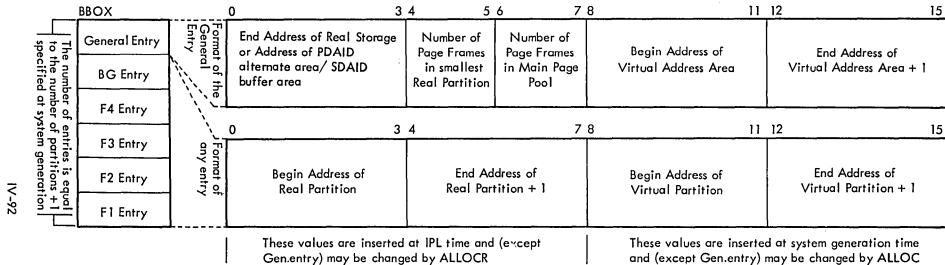 BBOX
0 3 4 5 6 7 8 11 12 15
General Entry
BG Entry
F4 Entry
F3 Entry
F2 Entry
F1 Entry
The number of entries is equal
to the number of partitions +1
specified at system generation
Format of the
General
Entry
End Address of Real Storage
or Address of PDAID
alternate area/ SDAID
buffer area
Number of
Page Frames
in smallest
Real Partition
Number of
Page Frames
in Main Page
Pool
Begin Address of
Virtual Address Area
End Address of
Virtual Address Area + 1
0 3 4 7 8 11 12 15
Format of
any entry
Begin Address of
Real Partition
End Address of
Real Partition + 1
Begin Address of
Virtual Partition
End Address of
Virtual Partition + 1
These values are inserted at IPL time and (except
Gen.entry) may be changed by ALLOCR
These values are inserted at system generation time
and (except Gen.entry) may be changed by ALLOC
IV-92